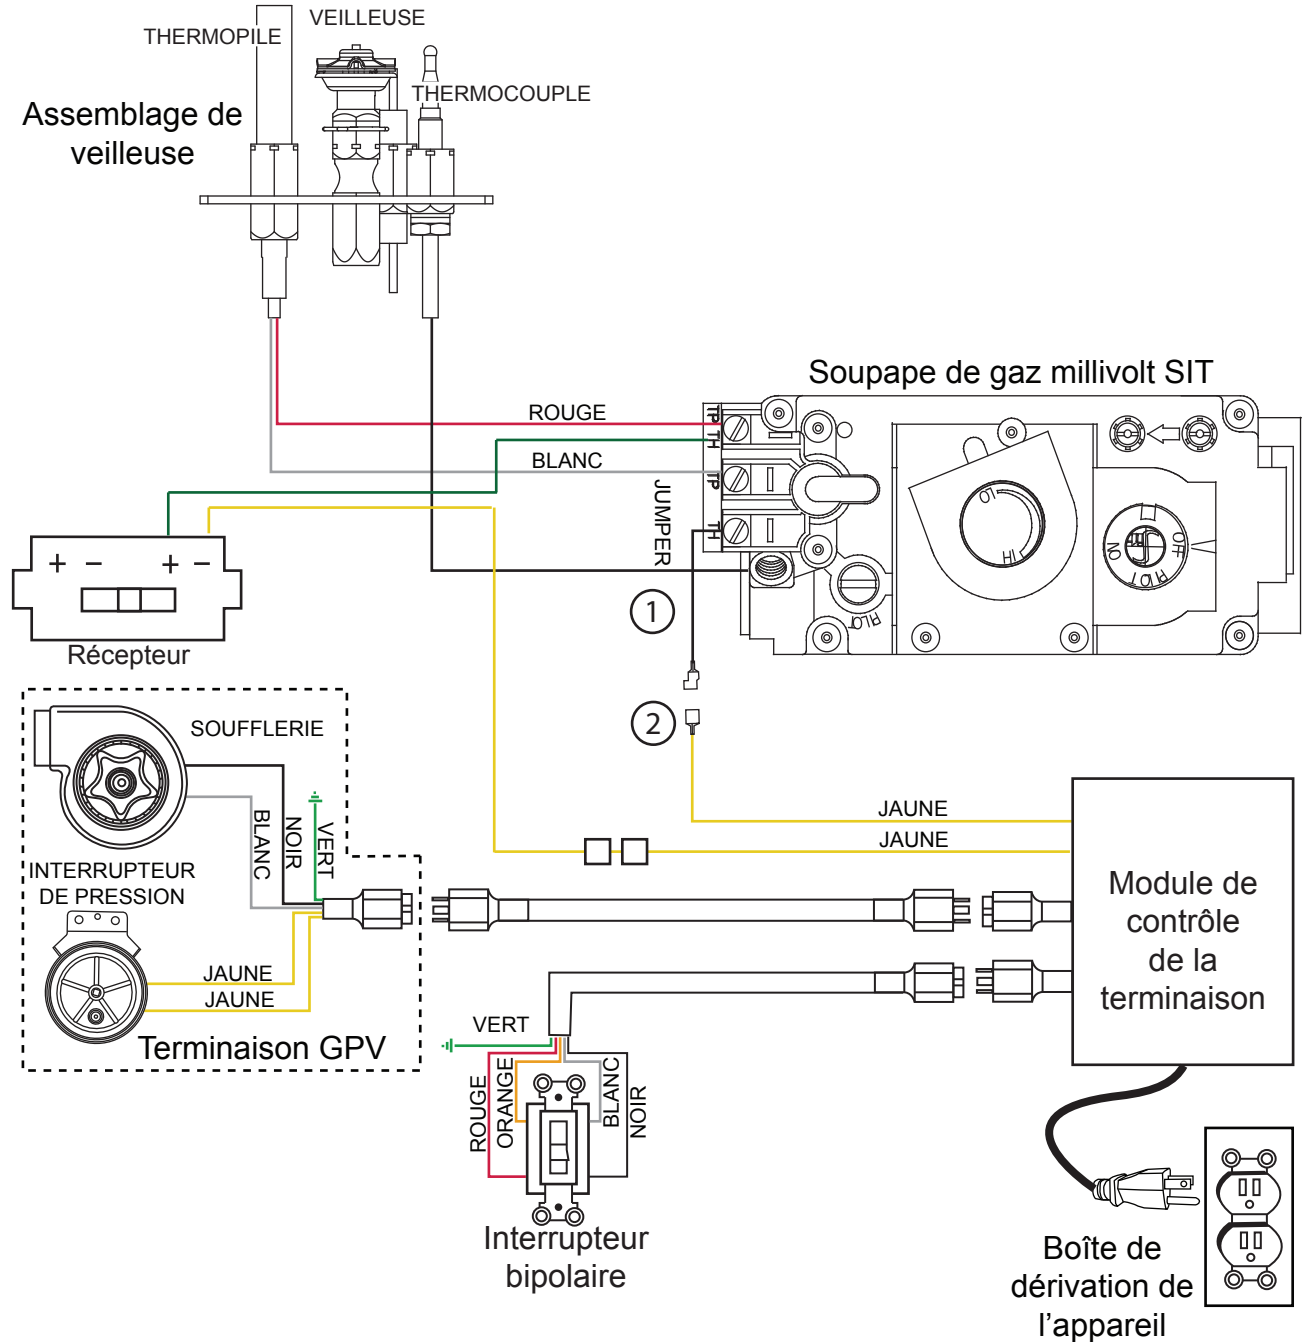 VEILLEUSE
THERMOPILE
THERMOCOUPLE
Assemblage de
veilleuse
Soupape de gaz millivolt SIT
ROUGE
BLANC
TP
TH
TP
TH
JUMPER
LO
HI
OFF
PILOT
ON
PILOT
+ − + −
Récepteur
1
2
SOUFFLERIE
BLANC
NOIR
VERT
INTERRUPTEUR
DE PRESSION
JAUNE
JAUNE
Terminaison GPV
JAUNE
JAUNE
Module de
contrôle
de la
terminaison
VERT
ROUGE
ORANGE
BLANC
NOIR
Interrupteur
bipolaire
Boîte de
dérivation de
l’appareil